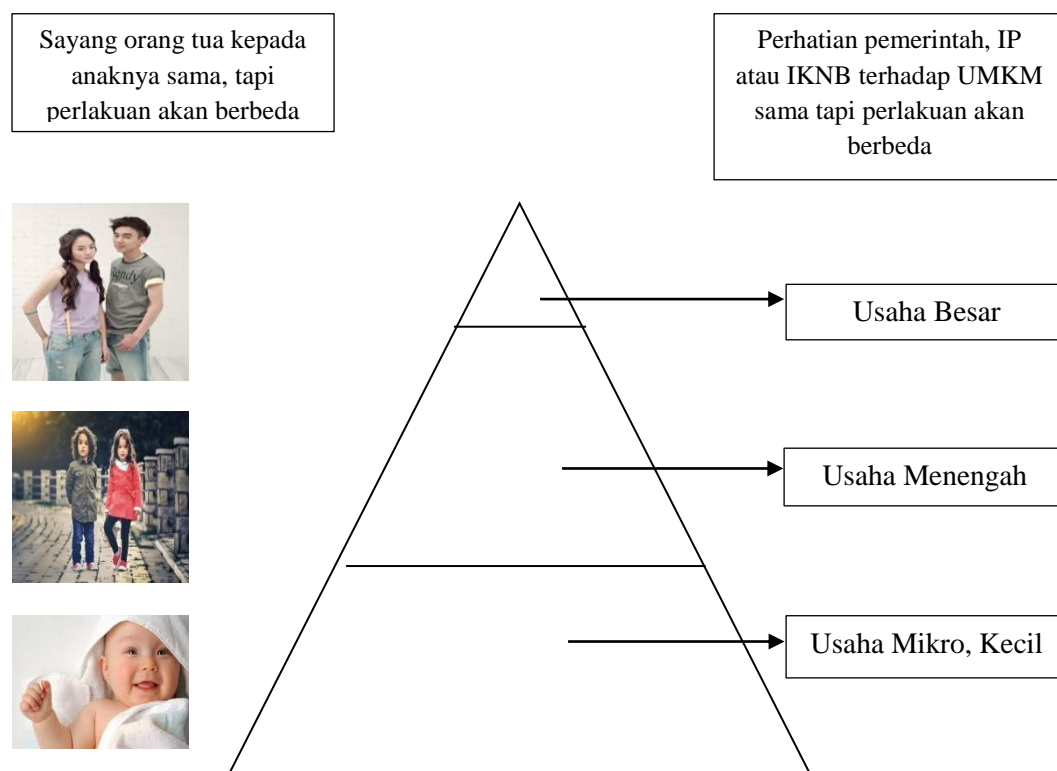 Sayang orang tua kepada
anaknya sama, tapi
perlakuan akan berbeda
Perhatian pemerintah, IP
atau IKNB terhadap UMKM
sama tapi perlakuan akan
berbeda
Usaha Besar
Usaha Menengah
Usaha Mikro, Kecil